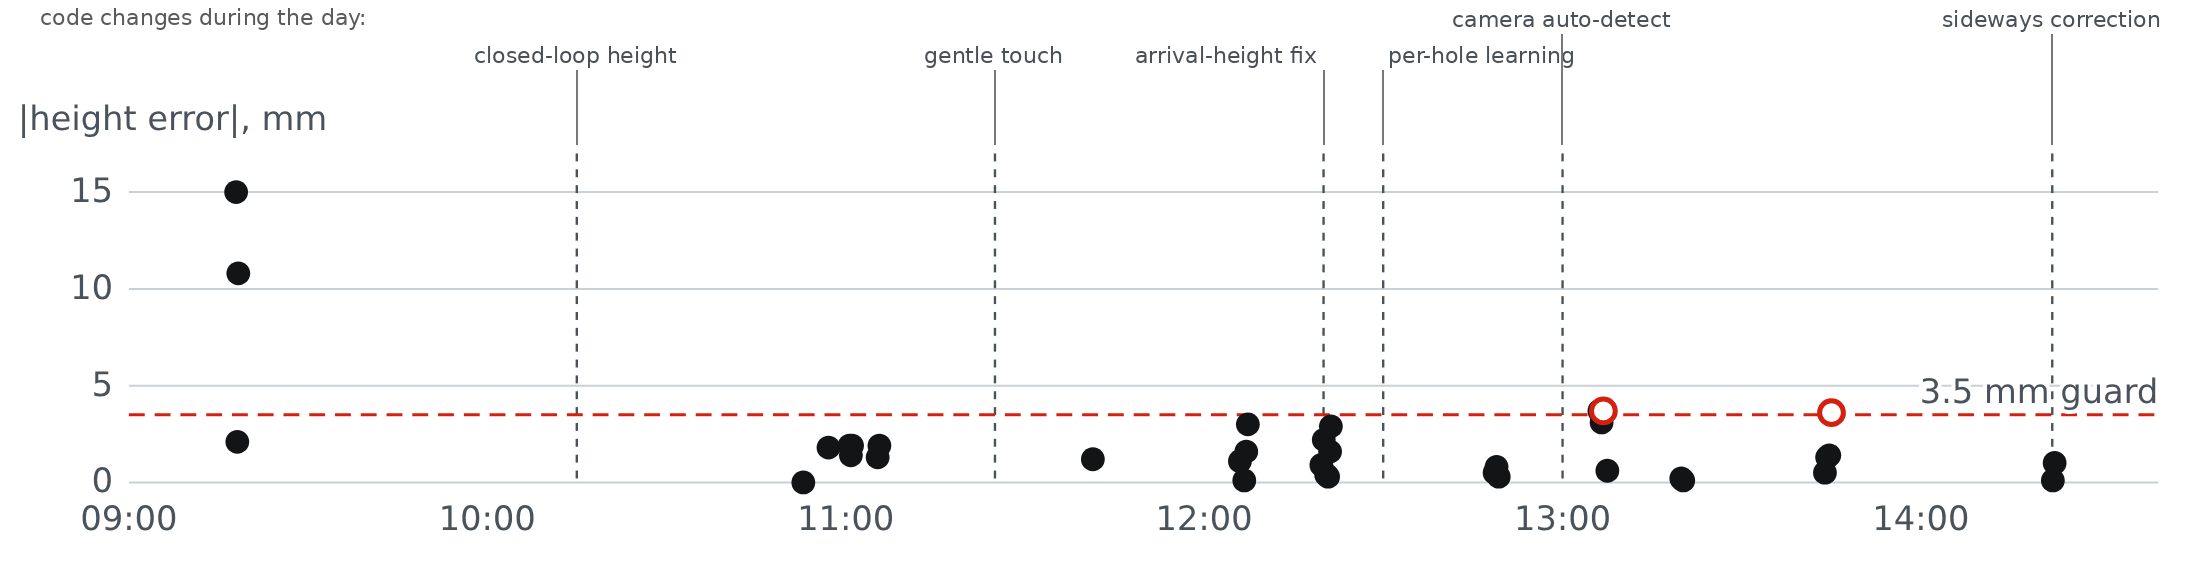 code changes during the day:
camera auto-detect
sideways correction
closed-loop height
gentle touch
arrival-height fix
per-hole learning
|height error|, mm
15
10
5
3.5 mm guard
0
09:00
10:00
11:00
12:00
13:00
14:00